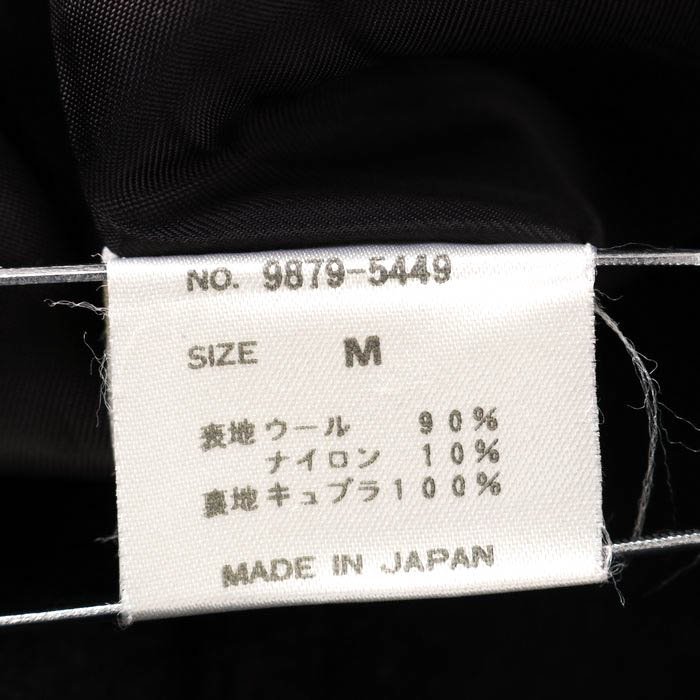 NO. 9879-5449
SIZE M
表地ウール 90%
ナイロン 10%
裏地キュプラ100%
MADE IN JAPAN